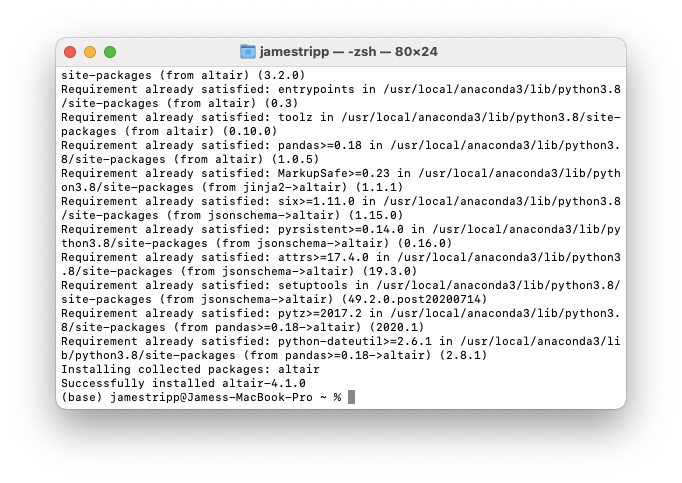 jamestripp — -zsh — 80×24
site-packages (from altair) (3.2.0)
Requirement already satisfied: entrypoints in /usr/local/anaconda3/lib/python3.8
/site-packages (from altair) (0.3)
Requirement already satisfied: toolz in /usr/local/anaconda3/lib/python3.8/site-
packages (from altair) (0.10.0)
Requirement already satisfied: pandas>=0.18 in /usr/local/anaconda3/lib/python3.
8/site-packages (from altair) (1.0.5)
Requirement already satisfied: MarkupSafe>=0.23 in /usr/local/anaconda3/lib/pyth
on3.8/site-packages (from jinja2->altair) (1.1.1)
Requirement already satisfied: six>=1.11.0 in /usr/local/anaconda3/lib/python3.8
/site-packages (from jsonschema->altair) (1.15.0)
Requirement already satisfied: pyrsistent>=0.14.0 in /usr/local/anaconda3/lib/py
thon3.8/site-packages (from jsonschema->altair) (0.16.0)
Requirement already satisfied: attrs>=17.4.0 in /usr/local/anaconda3/lib/python3
.8/site-packages (from jsonschema->altair) (19.3.0)
Requirement already satisfied: setuptools in /usr/local/anaconda3/lib/python3.8/
site-packages (from jsonschema->altair) (49.2.0.post20200714)
Requirement already satisfied: pytz>=2017.2 in /usr/local/anaconda3/lib/python3.
8/site-packages (from pandas>=0.18->altair) (2020.1)
Requirement already satisfied: python-dateutil>=2.6.1 in /usr/local/anaconda3/li
b/python3.8/site-packages (from pandas>=0.18->altair) (2.8.1)
Installing collected packages: altair
Successfully installed altair-4.1.0
(base) jamestripp@Jamess-MacBook-Pro ~ %